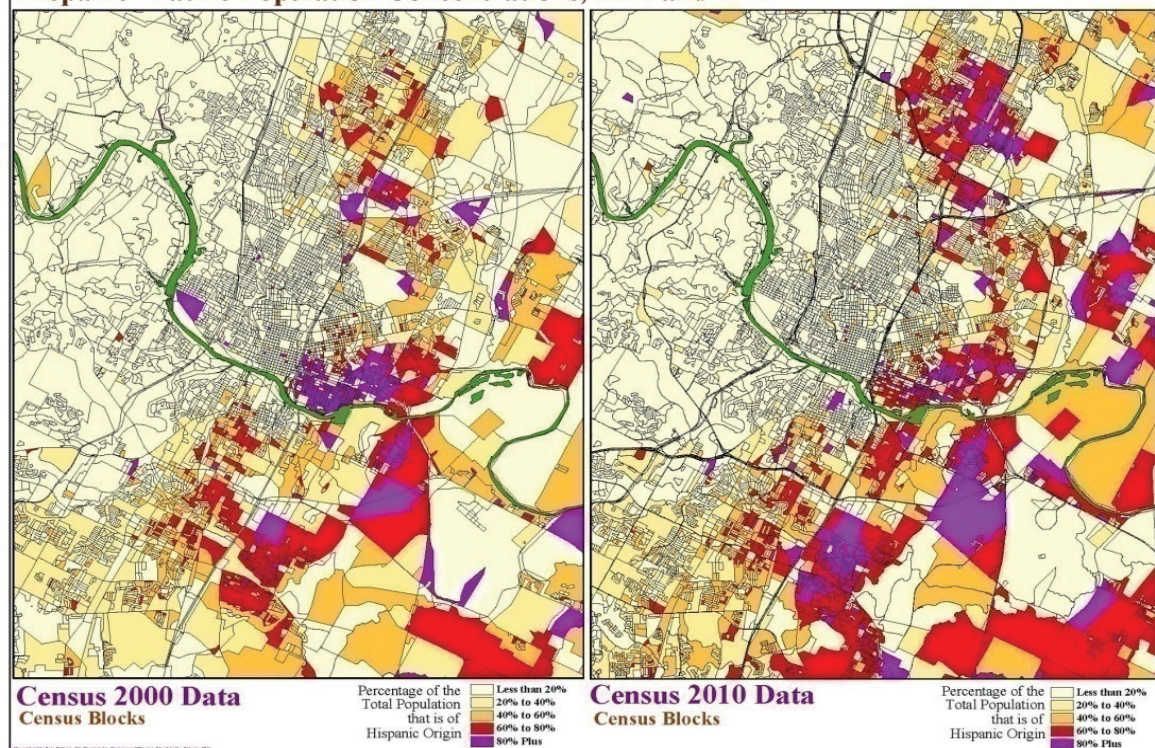 Census 2000 Data
Census Blocks
Percentage of the
Total Population
that is of
Hispanic Origin
Less than 20%
20% to 40%
40% to 60%
60% to 80%
80% Plus
Census 2010 Data
Census Blocks
Percentage of the
Total Population
that is of
Hispanic Origin
Less than 20%
20% to 40%
40% to 60%
60% to 80%
80% Plus